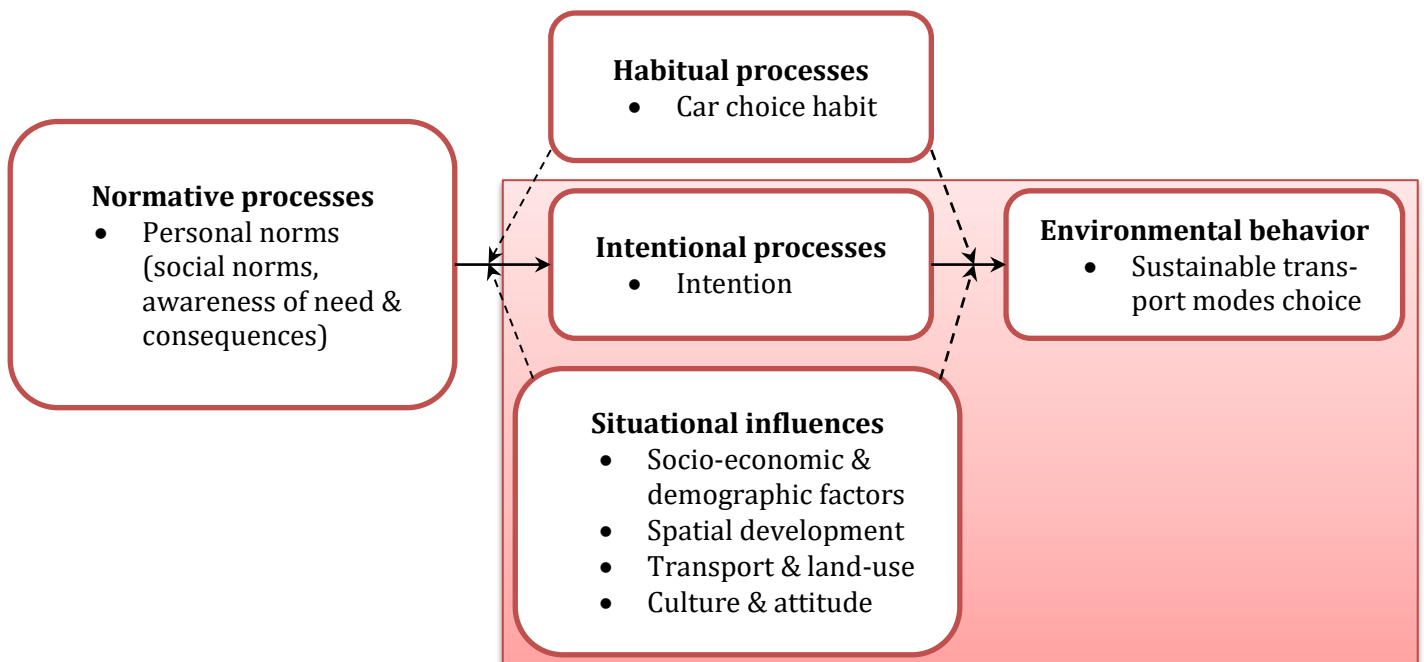 Habitual processes
• Car choice habit
Normative processes
• Personal norms
(social norms,
awareness of need &
consequences)
Intentional processes
• Intention
Environmental behavior
• Sustainable trans-
port modes choice
Situational influences
• Socio-economic &
demographic factors
• Spatial development
• Transport & land-use
• Culture & attitude